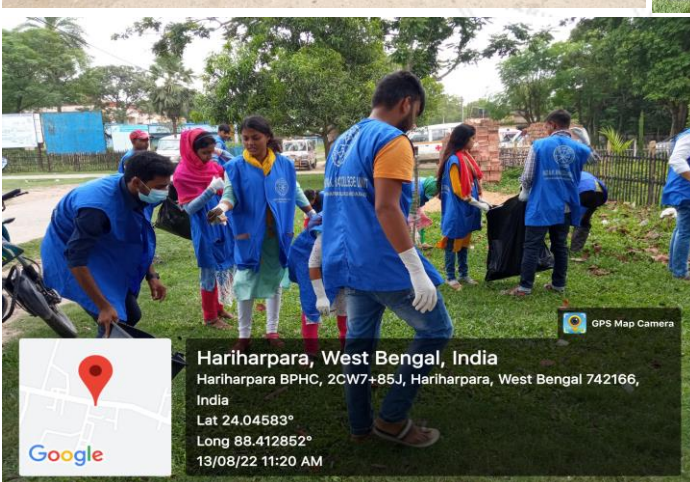 GPS Map Camera
Hariharpara, West Bengal, India
Hariharpara BPHC, 2CW7+85J, Hariharpara, West Bengal 742166,
India
Lat 24.04583°
Long 88.412852°
13/08/22 11:20 AM
Google